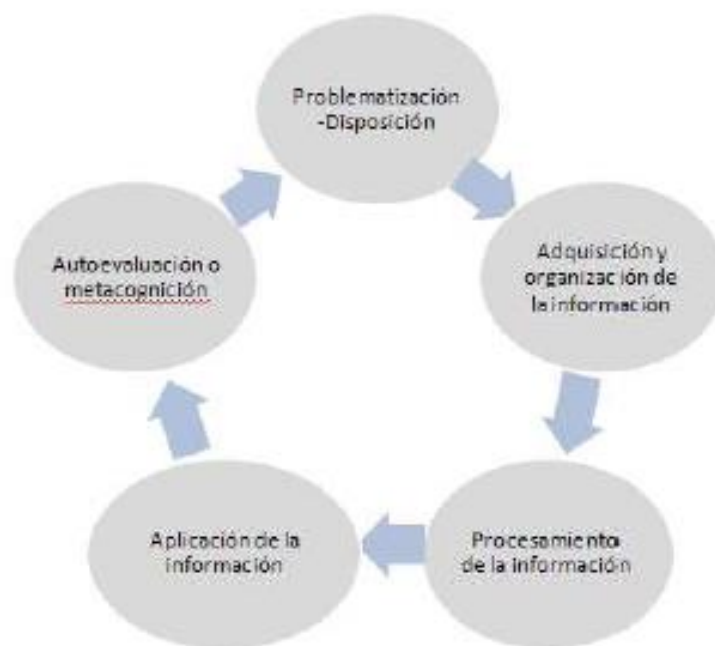 Problematización
-Disposición
Adquisición y
organización de
la información
Procesamiento
de la información
Aplicación de la
información
Autoevaluación o
metacognición